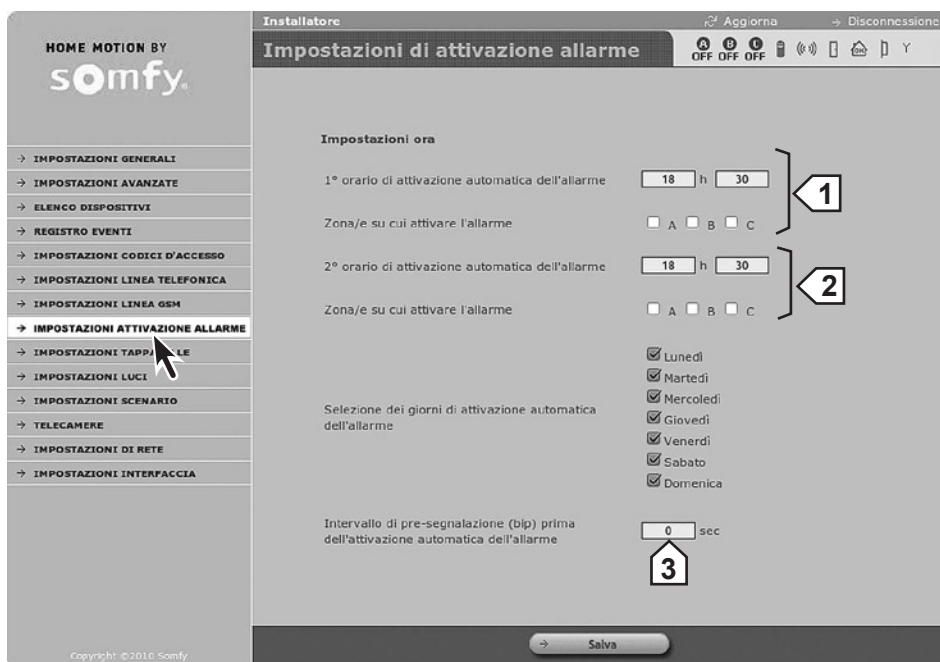 Installatore
Aggiorna
→ Disconnessione
HOME MOTION BY
somfy.
Impostazioni di attivazione allarme
A B C
OFF OFF OFF
OK
→ IMPOSTAZIONI GENERALI
→ IMPOSTAZIONI AVANZATE
→ ELENCO DISPOSITIVI
→ REGISTRO EVENTI
→ IMPOSTAZIONI CODICI D'ACCESSO
→ IMPOSTAZIONI LINEA TELEFONICA
→ IMPOSTAZIONI LINEA GSM
→ IMPOSTAZIONI ATTIVAZIONE ALLARME
→ IMPOSTAZIONI TAPPA LE
→ IMPOSTAZIONI LUCI
→ IMPOSTAZIONI SCENARIO
→ TELECAMERE
→ IMPOSTAZIONI DI RETE
→ IMPOSTAZIONI INTERFACCIA
Copyright ©2010 Somfy
Impostazioni ora
1° orario di attivazione automatica dell'allarme 18 h 30
1
Zona/e su cui attivare l'allarme A B C
2° orario di attivazione automatica dell'allarme 18 h 30
2
Zona/e su cui attivare l'allarme A B C
Selezione dei giorni di attivazione automatica
dell'allarme
Lunedì
Martedì
Mercoledì
Giovedì
Venerdì
Sabato
Domenica
Intervallo di pre-segnalazione (bip) prima
dell'attivazione automatica dell'allarme
0 sec
3
→ Salva